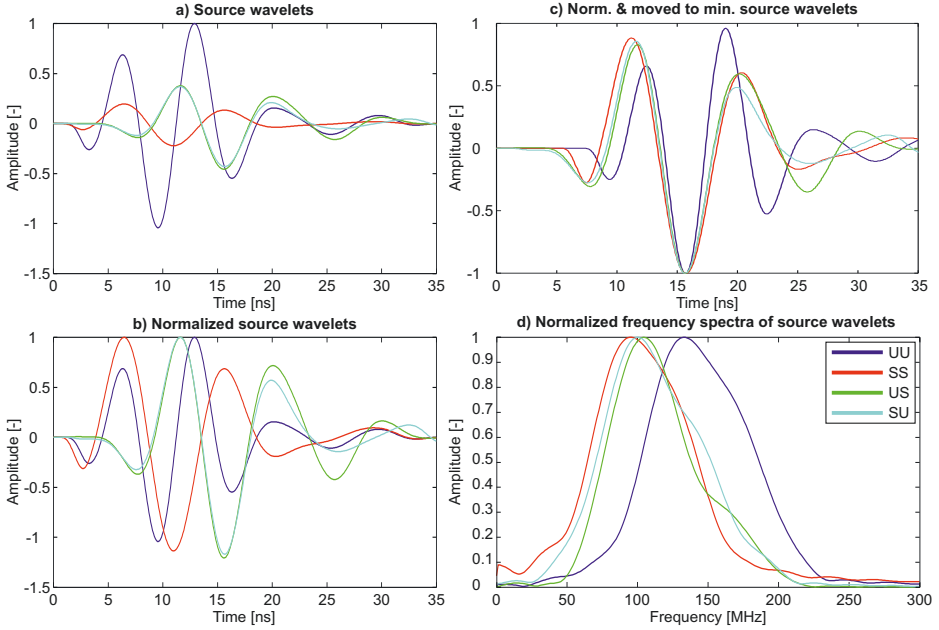 a) Source wavelets
1
0.5
0
-0.5
-1
-1.5
Amplitude [-]
0 5 10 15 20 25 30 35
Time [ns]
b) Normalized source wavelets
1
0.5
0
-0.5
-1
-1.5
Amplitude [-]
0 5 10 15 20 25 30 35
Time [ns]
c) Norm. & moved to min. source wavelets
1
0.5
0
-0.5
-1
Amplitude [-]
0 5 10 15 20 25 30 35
Time [ns]
d) Normalized frequency spectra of source wavelets
1
0.9
0.8
0.7
0.6
0.5
0.4
0.3
0.2
0.1
0
Amplitude [-]
0 50 100 150 200 250 300
Frequency [MHz]
UU
SS
US
SU